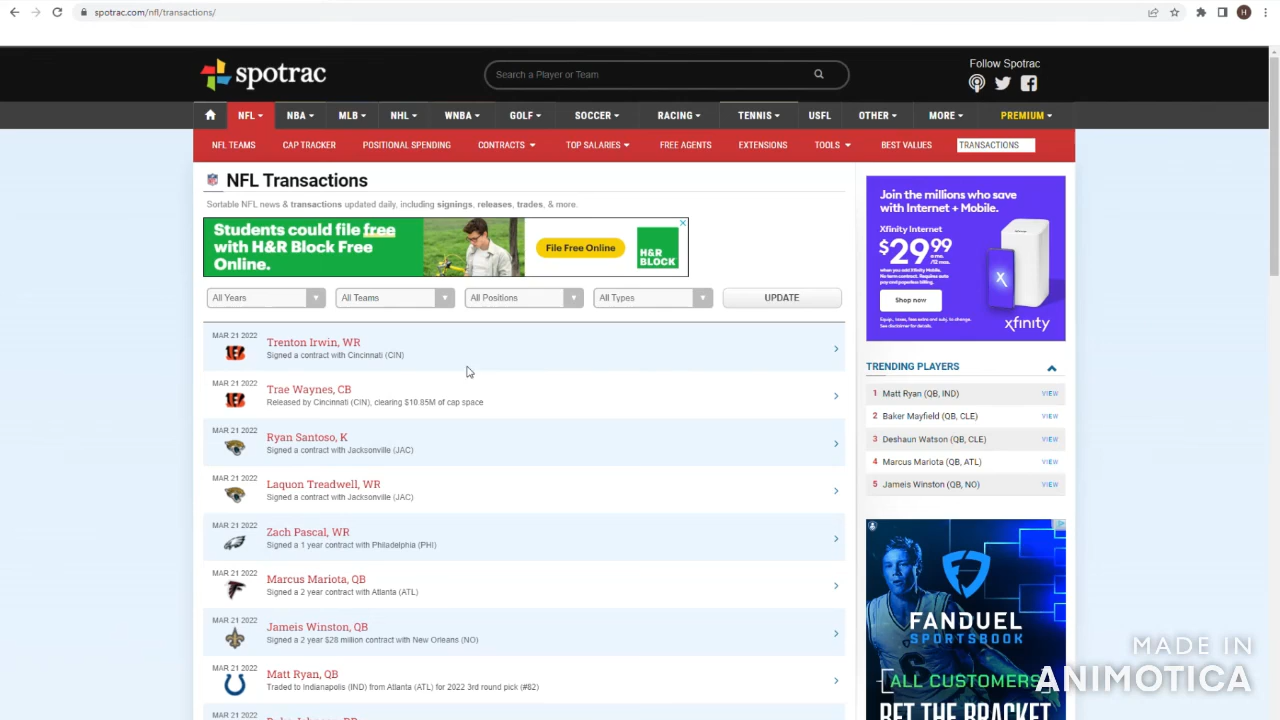 spotrac.com/nfl/transactions/
H
spotrac
Search a Player or Team
Follow Spotrac
NFL NBA MLB NHL WNBA GOLF SOCCER RACING TENNIS USFL OTHER MORE PREMIUM
NFL TEAMS CAP TRACKER POSITIONAL SPENDING CONTRACTS TOP SALARIES FREE AGENTS EXTENSIONS TOOLS BEST VALUES TRANSACTIONS
NFL Transactions
Sortable NFL news & transactions updated daily, including signings, releases, trades, & more.
Students could file free
with H&R Block Free
Online.
File Free Online
H&R
BLOCK
All Years All Teams All Positions All Types UPDATE
MAR 21 2022
Trenton Irwin, WR
Signed a contract with Cincinnati (CIN)
MAR 21 2022
Trae Waynes, CB
Released by Cincinnati (CIN), clearing $10.85M of cap space
MAR 21 2022
Ryan Santoso, K
Signed a contract with Jacksonville (JAC)
MAR 21 2022
Laquon Treadwell, WR
Signed a contract with Jacksonville (JAC)
MAR 21 2022
Zach Pascal, WR
Signed a 1 year contract with Philadelphia (PHI)
MAR 21 2022
Marcus Mariota, QB
Signed a 2 year contract with Atlanta (ATL)
MAR 21 2022
Jameis Winston, QB
Signed a 2 year $28 million contract with New Orleans (NO)
MAR 21 2022
Matt Ryan, QB
Traded to Indianapolis (IND) from Atlanta (ATL) for 2022 3rd round pick (#82)
MAR 21 2022
Join the millions who save
with Internet + Mobile.
Xfinity Internet
$29.99
Shop now
xfinity
TRENDING PLAYERS
1 Matt Ryan (QB, IND) VIEW
2 Baker Mayfield (QB, CLE) VIEW
3 Deshaun Watson (QB, CLE) VIEW
4 Marcus Mariota (QB, ATL) VIEW
5 Jameis Winston (QB, NO) VIEW
FANDUEL
SPORTSBOOK
ALL CUSTOMERS
BET THE BRACKET
MADE IN
ANIMOTICA